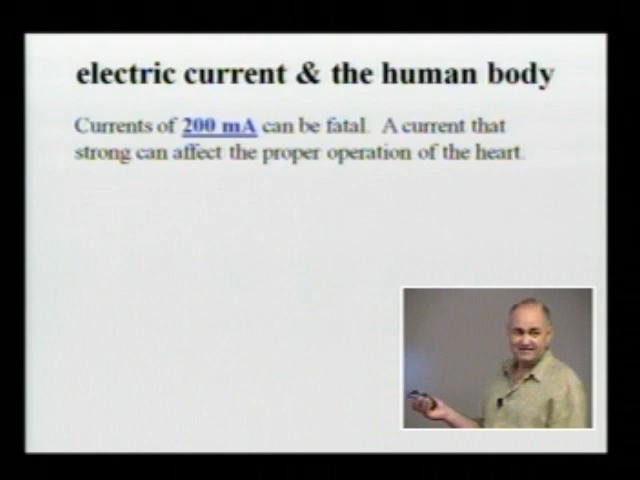 electric current & the human body
Currents of 200 mA can be fatal. A current that
strong can affect the proper operation of the heart.